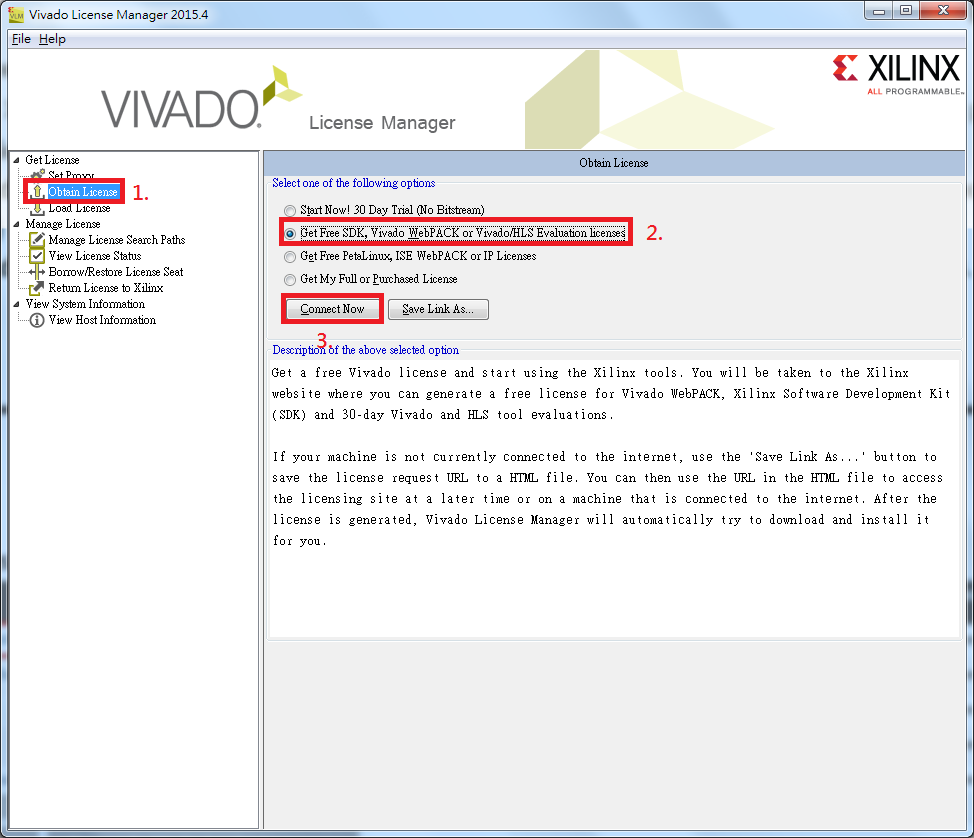 Vivado License Manager 2015.4
File Help
VIVADO. License Manager
XILINX
ALL PROGRAMMABLE™
Get License
Set Proxy
Obtain License 1.
Load License
Manage License
Manage License Search Paths
View License Status
Borrow/Restore License Seat
Return License to Xilinx
View System Information
View Host Information
Obtain License
Select one of the following options
Start Now! 30 Day Trial (No Bitstream)
Get Free SDK, Vivado WebPACK or Vivado/HLS Evaluation licenses 2.
Get Free PetaLinux, ISE WebPACK or IP Licenses
Get My Full or Purchased License
Connect Now Save Link As...
3.
Description of the above selected option
Get a free Vivado license and start using the Xilinx tools. You will be taken to the Xilinx
website where you can generate a free license for Vivado WebPACK, Xilinx Software Development Kit
(SDK) and 30-day Vivado and HLS tool evaluations.
If your machine is not currently connected to the internet, use the 'Save Link As...' button to
save the license request URL to a HTML file. You can then use the URL in the HTML file to access
the licensing site at a later time or on a machine that is connected to the internet. After the
license is generated, Vivado License Manager will automatically try to download and install it
for you.